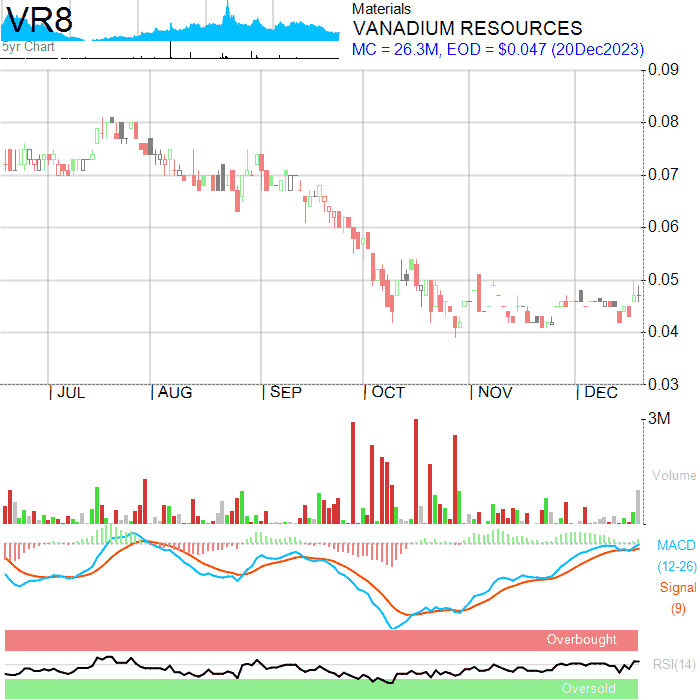 VR8
5yr Chart
Materials
VANADIUM RESOURCES
MC = 26.3M, EOD = $0.047 (20Dec2023)
0.09
0.08
0.07
0.06
0.05
0.04
0.03
JUL AUG SEP OCT NOV DEC
3M
Volume
MACD
(12-26)
Signal
(9)
Overbought
RSI(14)
Oversold